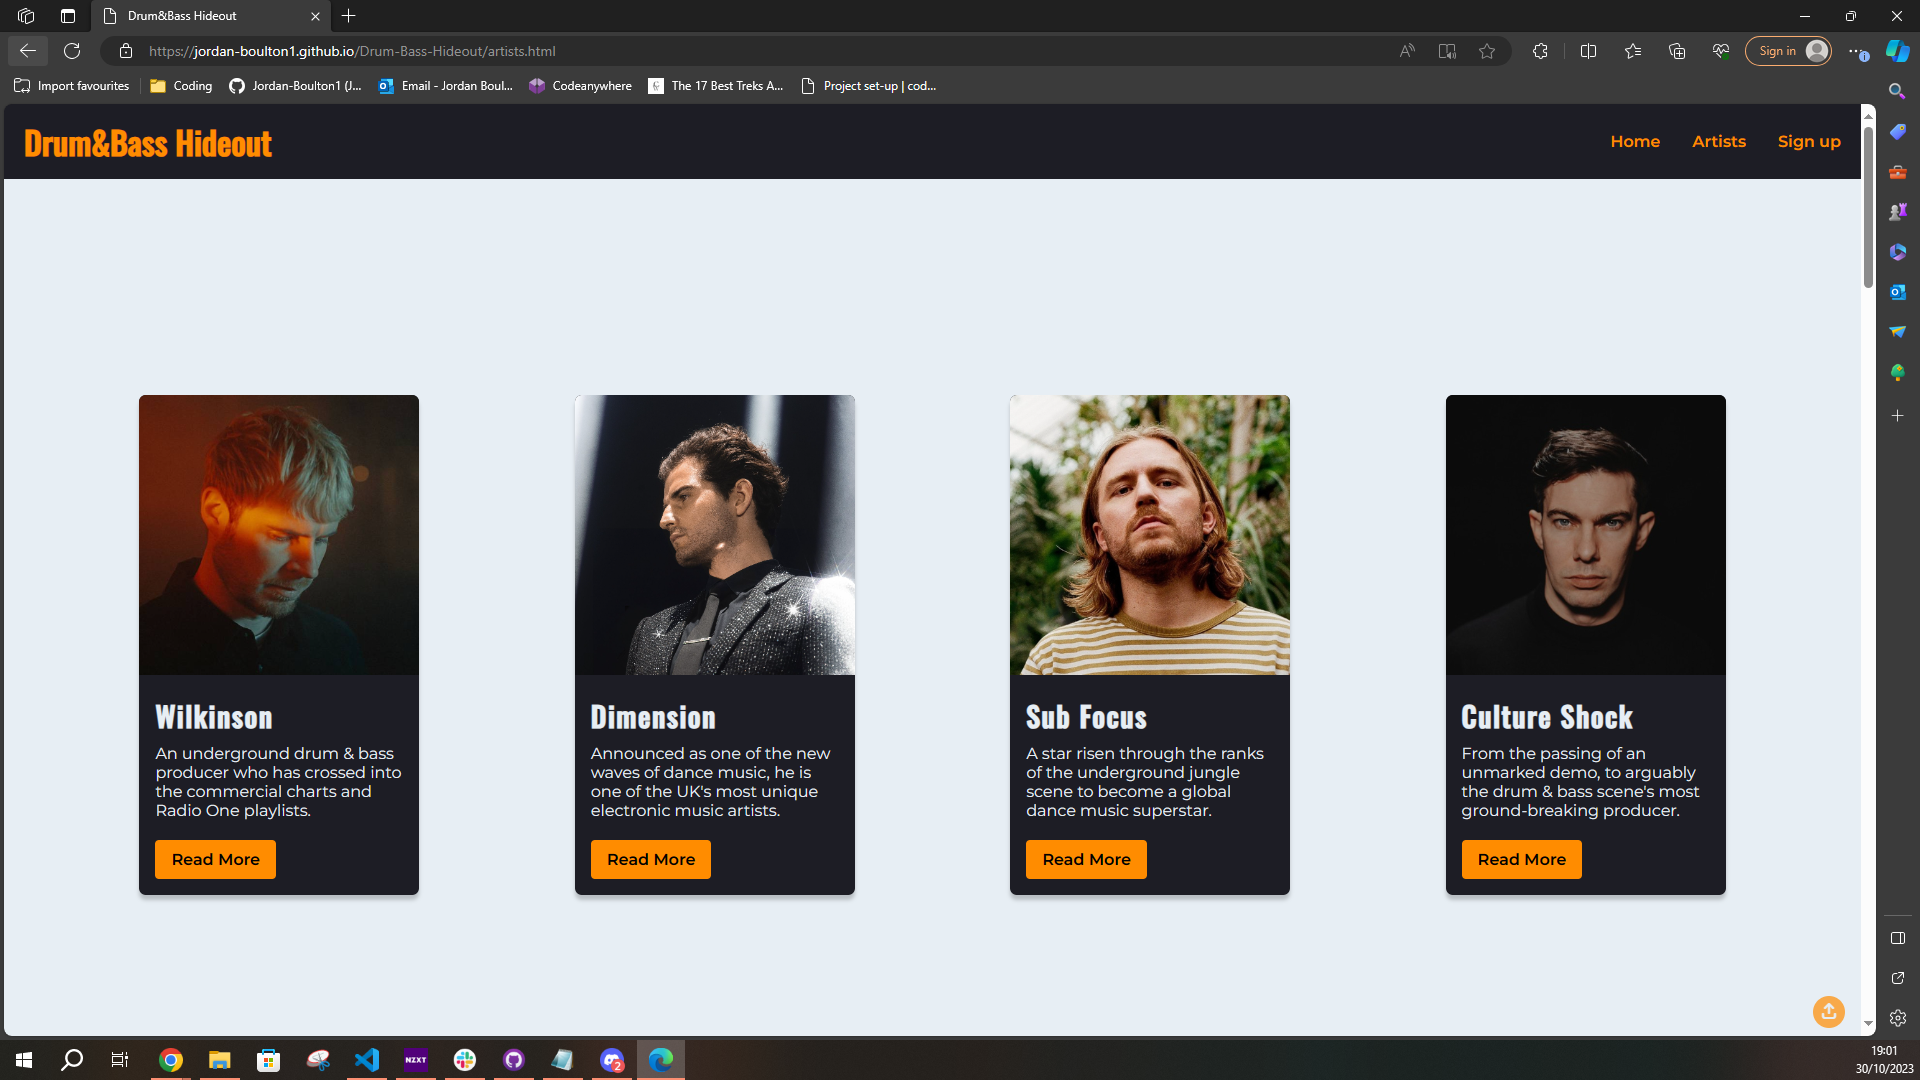 Drum&Bass Hideout
https://jordan-boulton1.github.io/Drum-Bass-Hideout/artists.html
Sign in
Import favourites
Coding
Jordan-Boulton1 (J...
Email - Jordan Boul...
Codeanywhere
The 17 Best Treks A...
Project set-up | cod...
Drum&Bass Hideout
Home
Artists
Sign up
Wilkinson
An underground drum & bass
producer who has crossed into
the commercial charts and
Radio One playlists.
Read More
Dimension
Announced as one of the new
waves of dance music, he is
one of the UK's most unique
electronic music artists.
Read More
Sub Focus
A star risen through the ranks
of the underground jungle
scene to become a global
dance music superstar.
Read More
Culture Shock
From the passing of an
unmarked demo, to arguably
the drum & bass scene's most
ground-breaking producer.
Read More
NZXT
2
19:01
30/10/2023